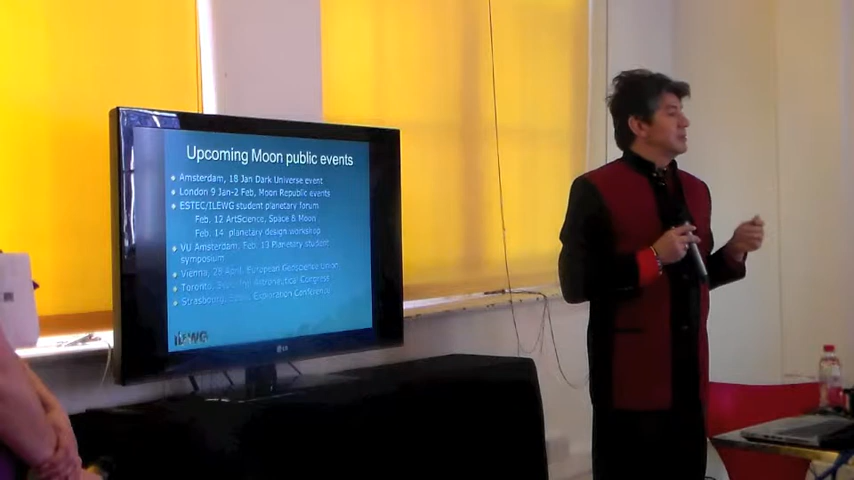 Upcoming Moon public events
Amsterdam, 18 Jan Dark Universe event
London 9 Jan-2 Feb, Moon Republic events
ESTEC/ILEWG student planetary forum
Feb. 12 ArtScience, Space & Moon
Feb. 14 planetary design workshop
VU Amsterdam, Feb. 13 Planetary student
symposium
Vienna, 28 April, European Geoscience Union
Toronto, Astronautical Congress
Strasbourg, Exploration Conference
ILEWG
LG